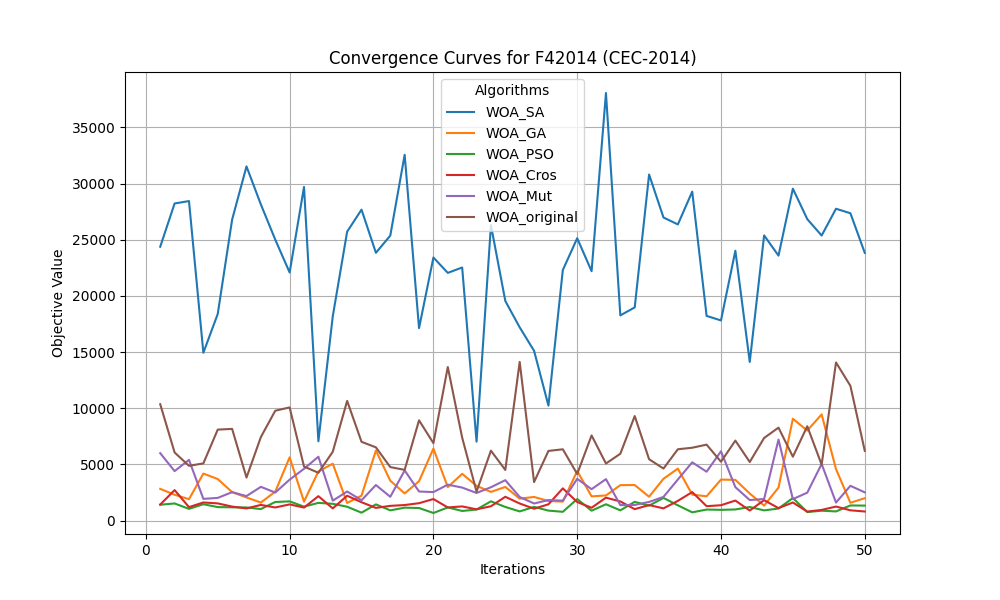 Convergence Curves for F42014 (CEC-2014)
Algorithms
WOA_SA
WOA_GA
WOA_PSO
WOA_Cros
WOA_Mut
WOA_original
Objective Value
35000
30000
25000
20000
15000
10000
5000
0
0 10 20 30 40 50
Iterations